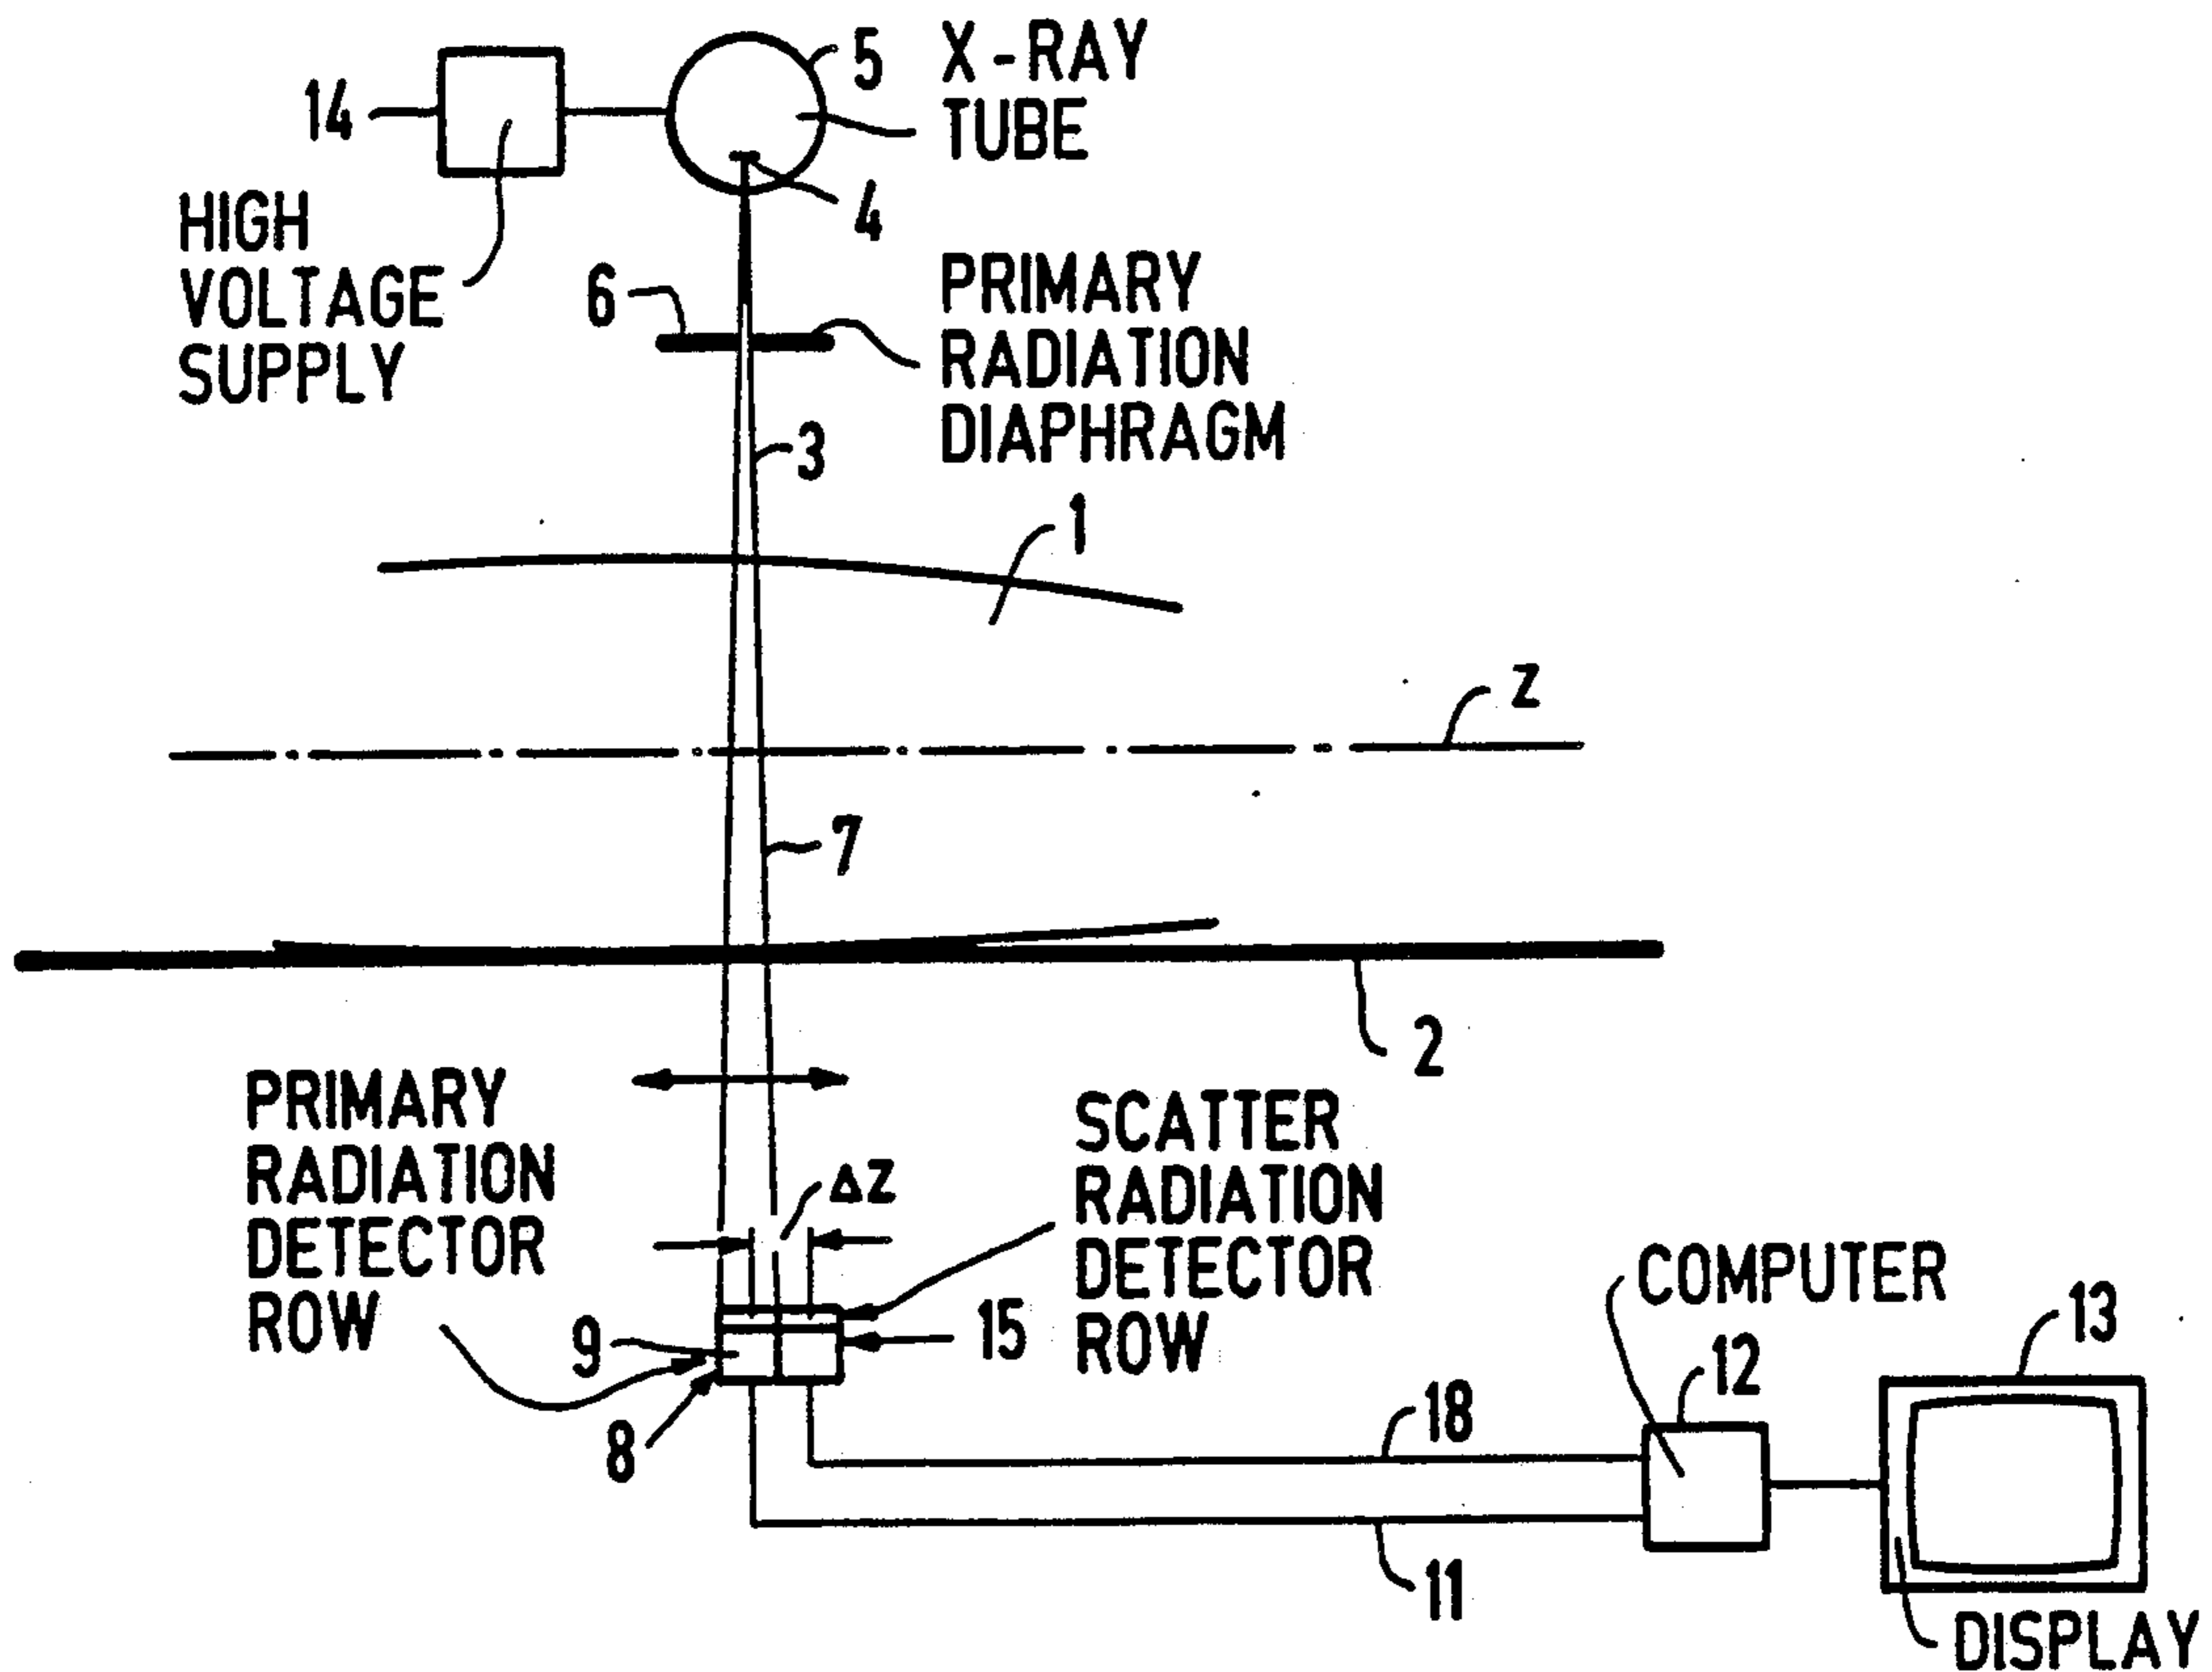 14
5
X-RAY
TUBE
4
HIGH
VOLTAGE
SUPPLY
6
PRIMARY
RADIATION
DIAPHRAGM
3
1
Z
7
2
PRIMARY
RADIATION
DETECTOR
ROW
ΔZ
SCATTER
RADIATION
DETECTOR
ROW
9
15
8
COMPUTER
12
13
18
11
DISPLAY